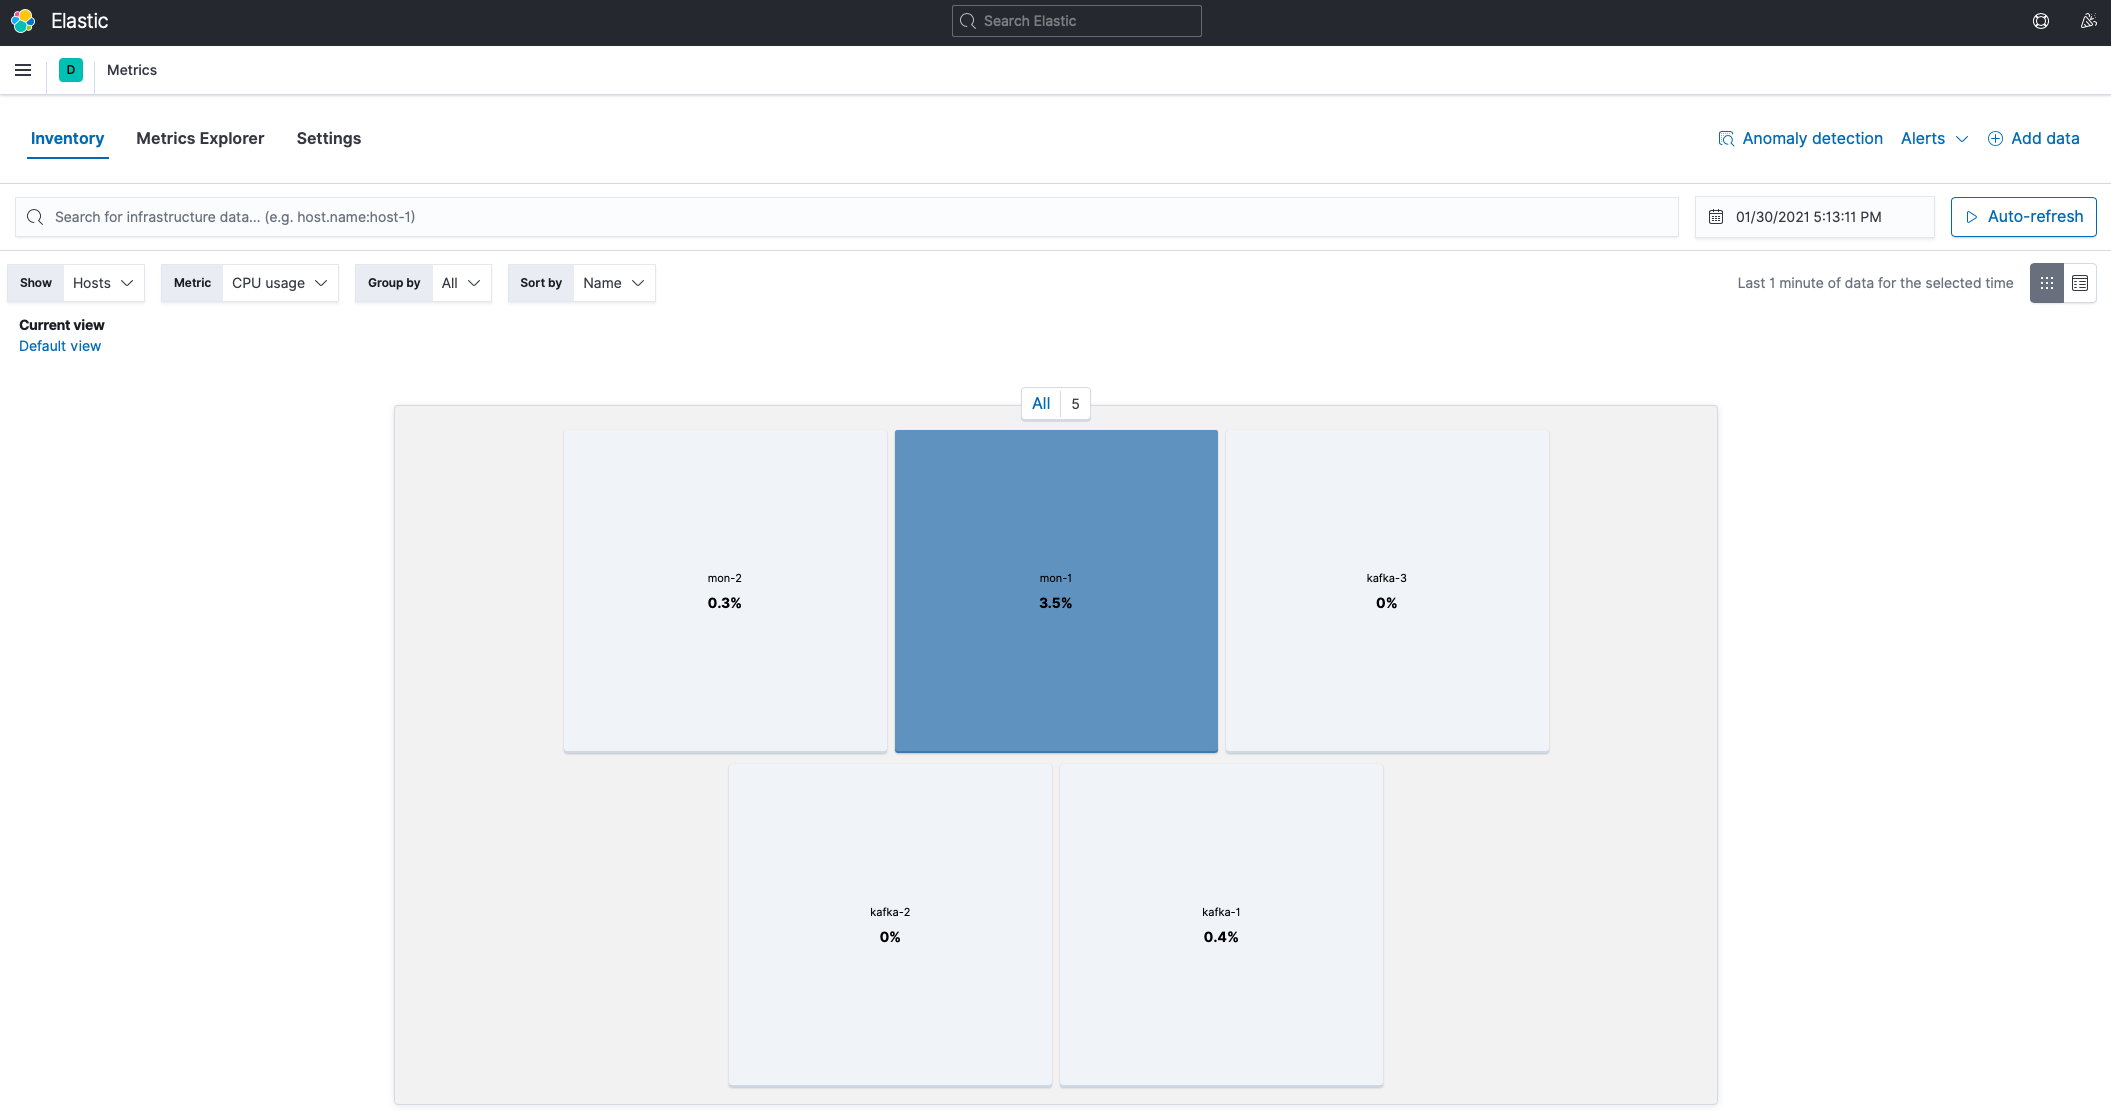 Elastic
Search Elastic
D
Metrics
Inventory
Metrics Explorer
Settings
Anomaly detection
Alerts
Add data
Search for infrastructure data... (e.g. host.name:host-1)
01/30/2021 5:13:11 PM
Auto-refresh
Show Hosts
Metric CPU usage
Group by All
Sort by Name
Last 1 minute of data for the selected time
Current view
Default view
All 5
mon-2
0.3%
mon-1
3.5%
kafka-3
0%
kafka-2
0%
kafka-1
0.4%